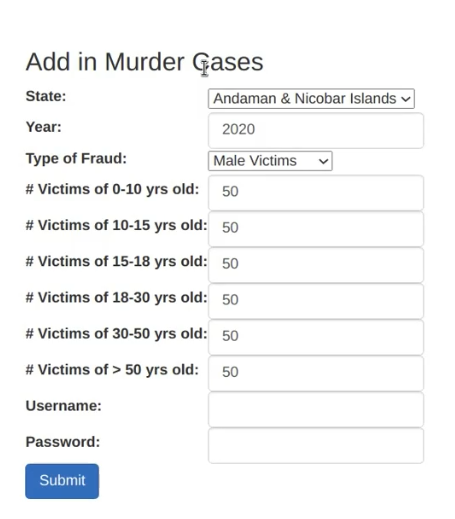 Add in Murder Cases
State: Andaman & Nicobar Islands
Year: 2020
Type of Fraud: Male Victims
# Victims of 0-10 yrs old: 50
# Victims of 10-15 yrs old: 50
# Victims of 15-18 yrs old: 50
# Victims of 18-30 yrs old: 50
# Victims of 30-50 yrs old: 50
# Victims of > 50 yrs old: 50
Username:
Password:
Submit